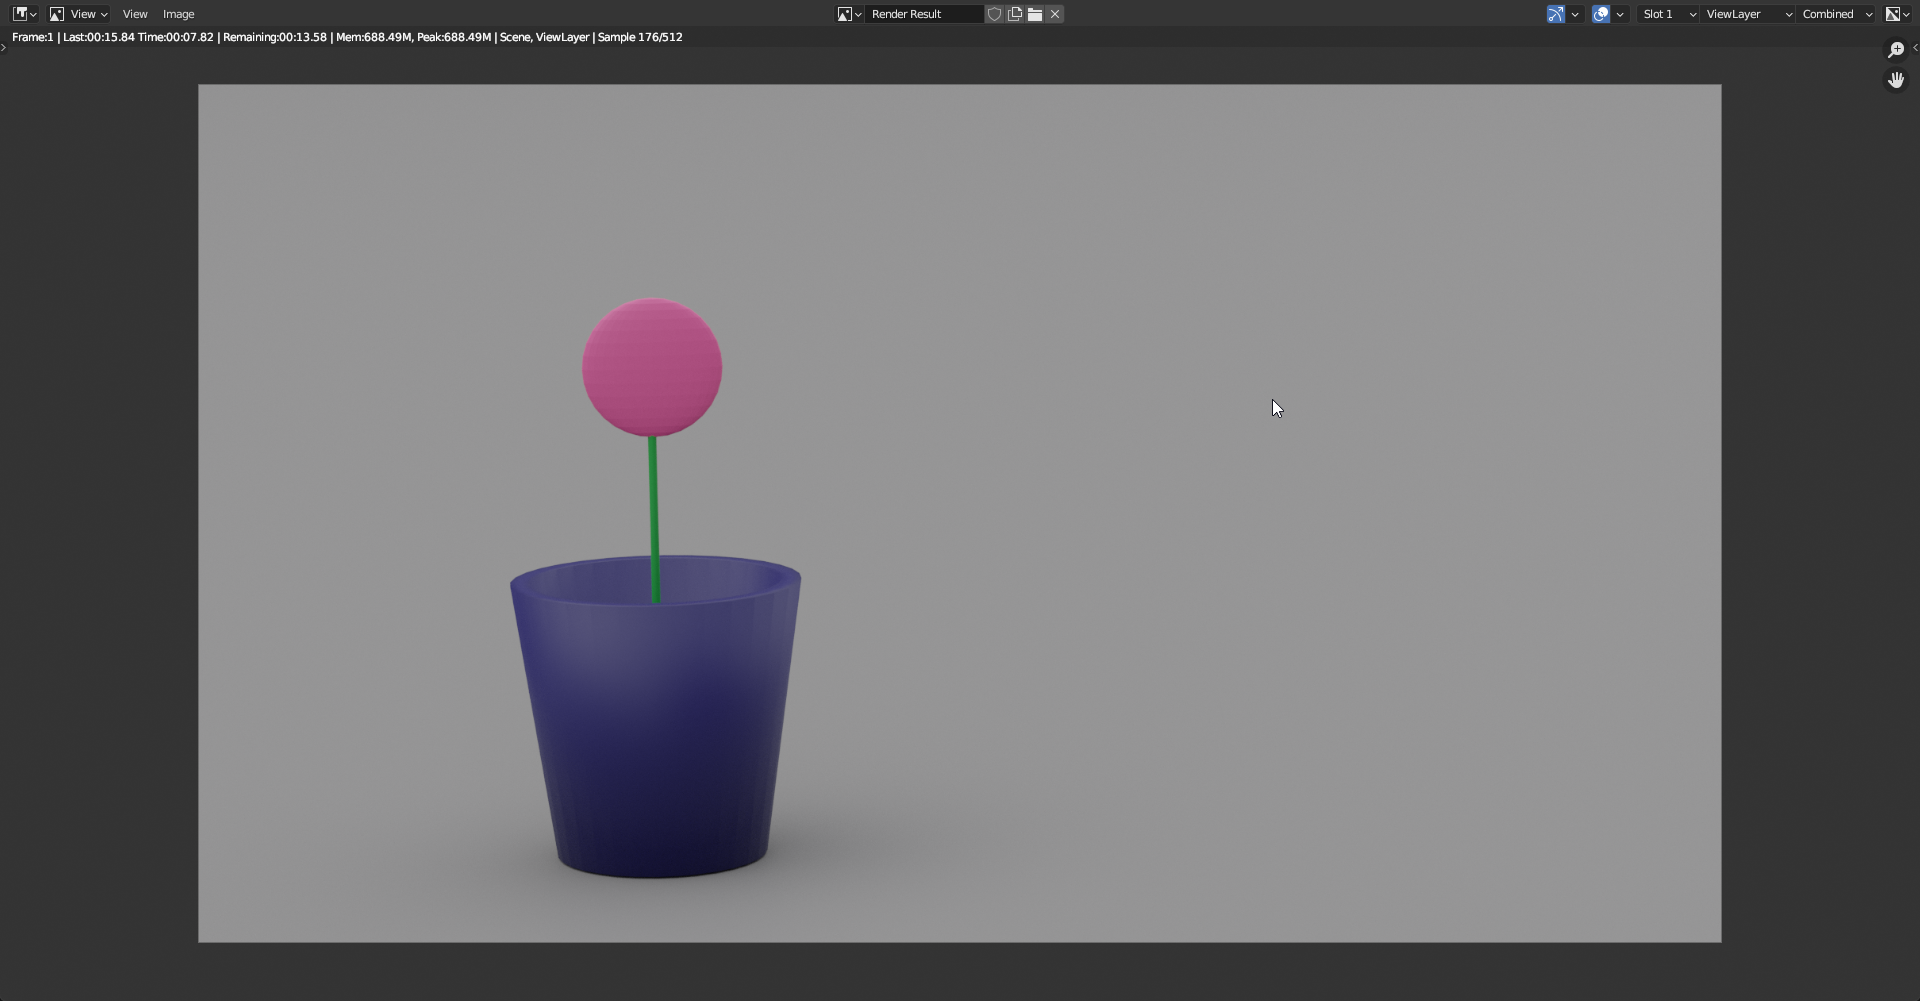 View View Image Render Result Slot 1 ViewLayer Combined
Frame:1 | Last:00:15.84 Time:00:07.82 | Remaining:00:13.58 | Mem:688.49M, Peak:688.49M | Scene, ViewLayer | Sample 176/512